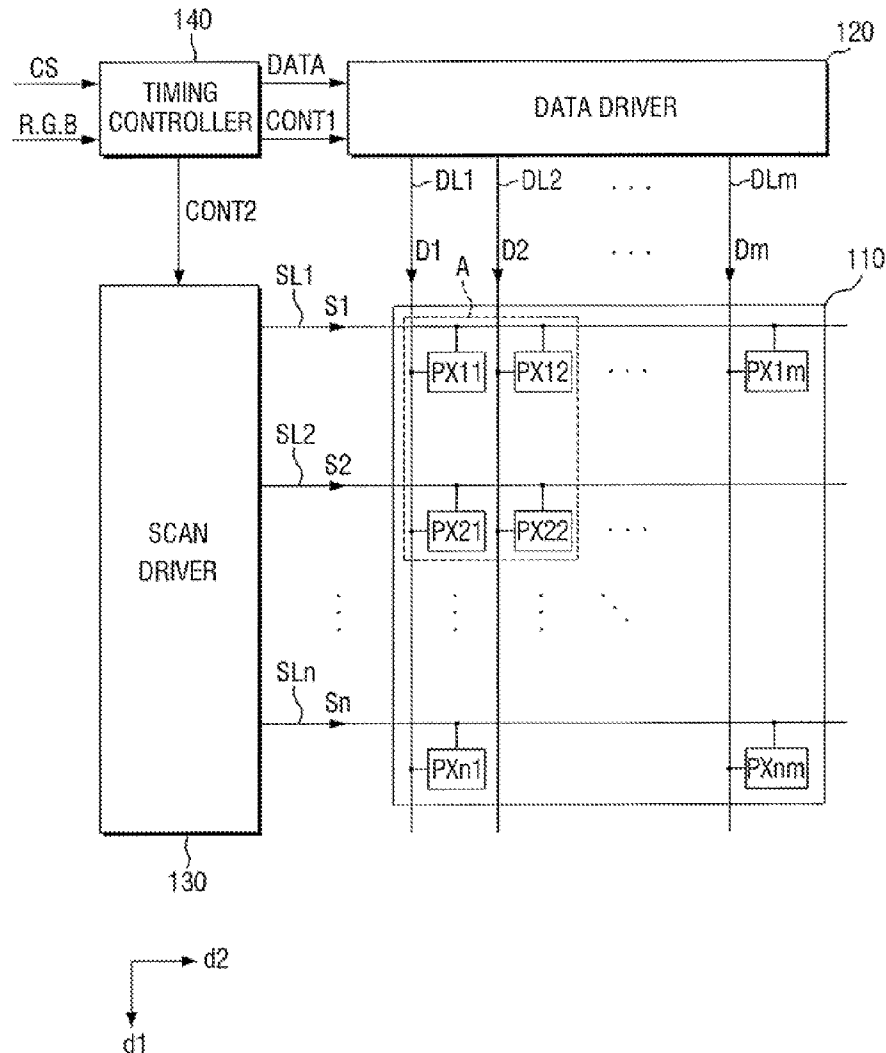 140
120
CS
R.G.B
TIMING
CONTROLLER
DATA
CONT1
DATA DRIVER
CONT2
DL1
DL2
. . .
DLm
D1
D2
. . .
Dm
110
A
SL1
S1
PX11
PX12
. . .
PX1m
SL2
S2
PX21
PX22
. . .
SCAN
DRIVER
SLn
Sn
PXn1
PXnm
130
d2
d1